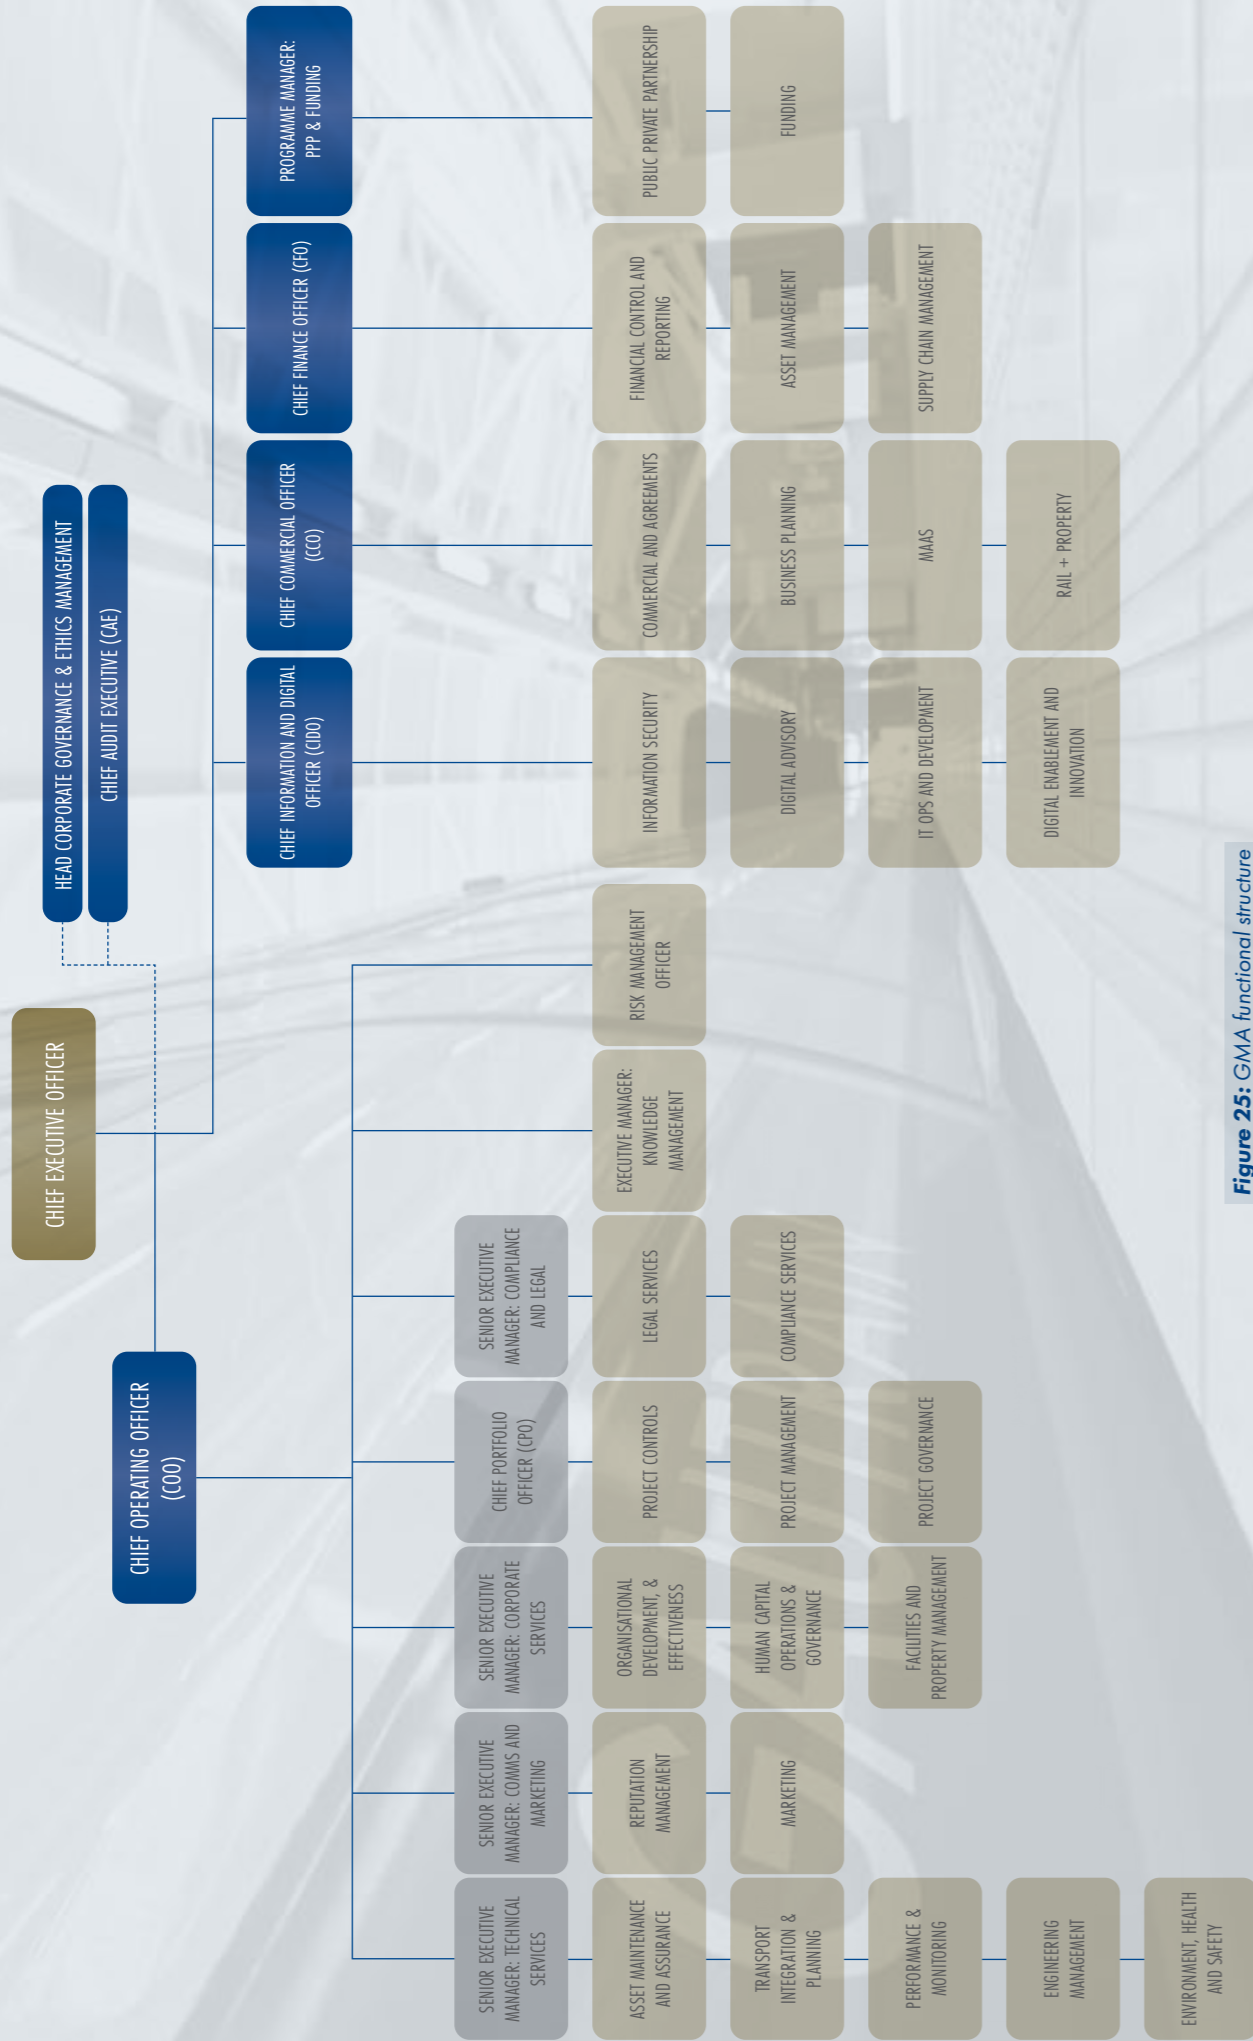 CHIEF EXECUTIVE OFFICER
HEAD CORPORATE GOVERNANCE & ETHICS MANAGEMENT
CHIEF AUDIT EXECUTIVE (CAE)
CHIEF OPERATING OFFICER
(COO)
CHIEF INFORMATION AND DIGITAL
OFFICER (CIDO)
CHIEF COMMERCIAL OFFICER
(CCO)
CHIEF FINANCE OFFICER (CFO)
PROGRAMME MANAGER:
PPP & FUNDING
SENIOR EXECUTIVE
MANAGER: TECHNICAL
SERVICES
SENIOR EXECUTIVE
MANAGER: COMMS AND
MARKETING
SENIOR EXECUTIVE
MANAGER: CORPORATE
SERVICES
CHIEF PORTFOLIO
OFFICER (CPO)
SENIOR EXECUTIVE
MANAGER: COMPLIANCE
AND LEGAL
ASSET MAINTENANCE
AND ASSURANCE
REPUTATION
MANAGEMENT
ORGANISATIONAL
DEVELOPMENT, &
EFFECTIVENESS
PROJECT CONTROLS
LEGAL SERVICES
EXECUTIVE MANAGER:
KNOWLEDGE
MANAGEMENT
RISK MANAGEMENT
OFFICER
INFORMATION SECURITY
COMMERCIAL AND AGREEMENTS
FINANCIAL CONTROL AND
REPORTING
PUBLIC PRIVATE PARTNERSHIP
TRANSPORT
INTEGRATION &
PLANNING
MARKETING
HUMAN CAPITAL
OPERATIONS &
GOVERNANCE
PROJECT MANAGEMENT
COMPLIANCE SERVICES
DIGITAL ADVISORY
BUSINESS PLANNING
ASSET MANAGEMENT
FUNDING
PERFORMANCE &
MONITORING
FACILITIES AND
PROPERTY MANAGEMENT
PROJECT GOVERNANCE
IT OPS AND DEVELOPMENT
MAAS
SUPPLY CHAIN MANAGEMENT
ENGINEERING
MANAGEMENT
DIGITAL ENABLEMENT AND
INNOVATION
RAIL + PROPERTY
ENVIRONMENT, HEALTH
AND SAFETY
Figure 25: GMA functional structure